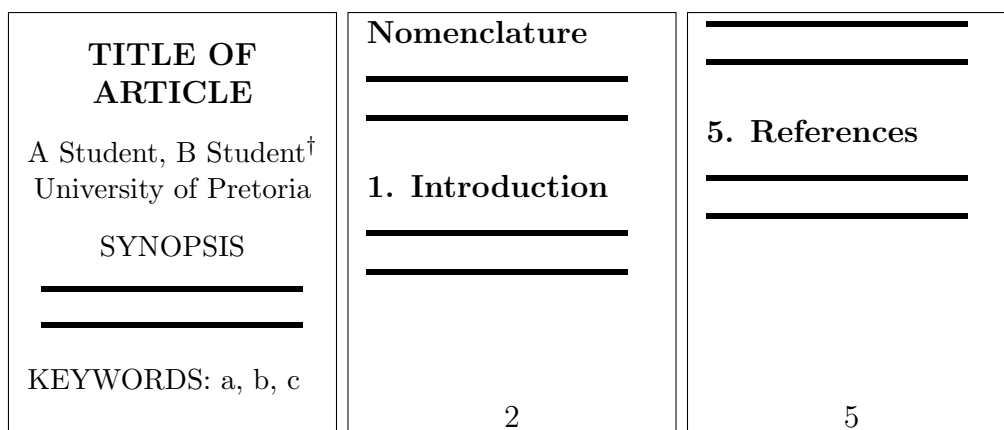 TITLE OF
ARTICLE
A Student, B Student†
University of Pretoria
SYNOPSIS
KEYWORDS: a, b, c
Nomenclature
1. Introduction
2
5. References
5